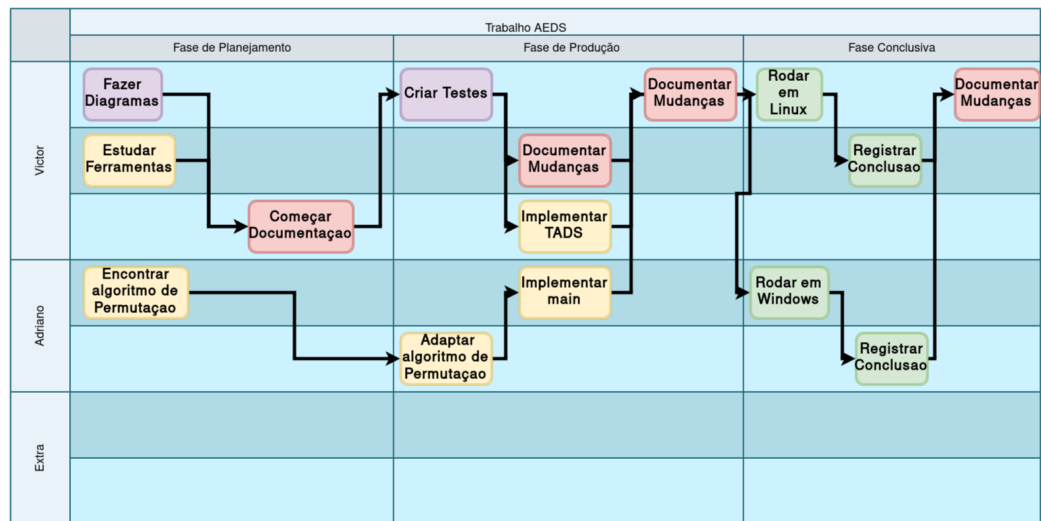 Trabalho AEDS
Fase de Planejamento
Fase de Produção
Fase Conclusiva
Victor
Fazer
Diagramas
Criar Testes
Documentar
Mudanças
Rodar
em
Linux
Documentar
Mudanças
Estudar
Ferramentas
Documentar
Mudanças
Registrar
Conclusao
Começar
Documentaçao
Implementar
TADS
Adriano
Encontrar
algoritmo de
Permutaçao
Implementar
main
Rodar em
Windows
Adaptar
algoritmo de
Permutaçao
Registrar
Conclusao
Extra